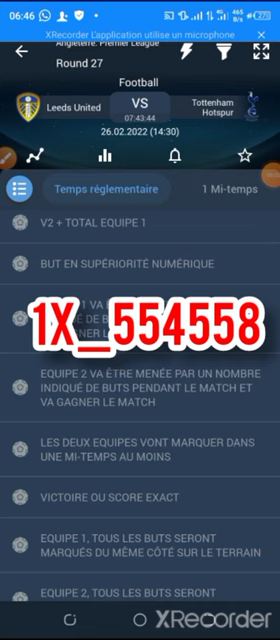 06:46
465 B/s
XRecorder L'application utilise un microphone
Angleterre. Premier League
Round 27
Football
Leeds United
VS
Tottenham Hotspur
07:43:44
26.02.2022 (14:30)
Temps réglementaire
1 Mi-temps
V2 + TOTAL EQUIPE 1
BUT EN SUPÉRIORITÉ NUMÉRIQUE
1X_554558
EQUIPE 2 VA ÊTRE MENÉE PAR UN NOMBRE
INDIQUÉ DE BUTS PENDANT LE MATCH ET
VA GAGNER LE MATCH
LES DEUX EQUIPES VONT MARQUER DANS
UNE MI-TEMPS AU MOINS
VICTOIRE OU SCORE EXACT
EQUIPE 1, TOUS LES BUTS SERONT
MARQUÉS DU MÊME CÔTÉ SUR LE TERRAIN
EQUIPE 2, TOUS LES BUTS SERONT
XRecorder